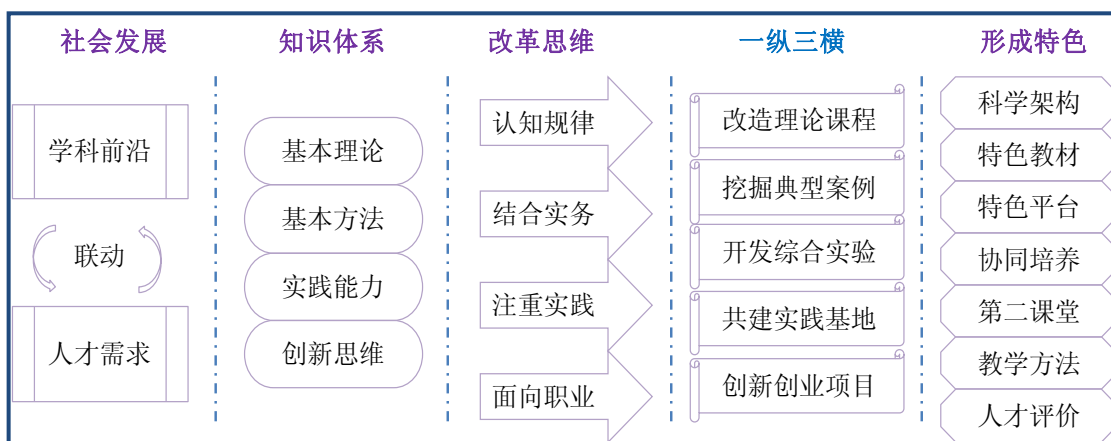 社会发展
知识体系
改革思维
一纵三横
形成特色
学科前沿
联动
人才需求
基本理论
基本方法
实践能力
创新思维
认知规律
结合实务
注重实践
面向职业
改造理论课程
挖掘典型案例
开发综合实验
共建实践基地
创新创业项目
科学架构
特色教材
特色平台
协同培养
第二课堂
教学方法
人才评价